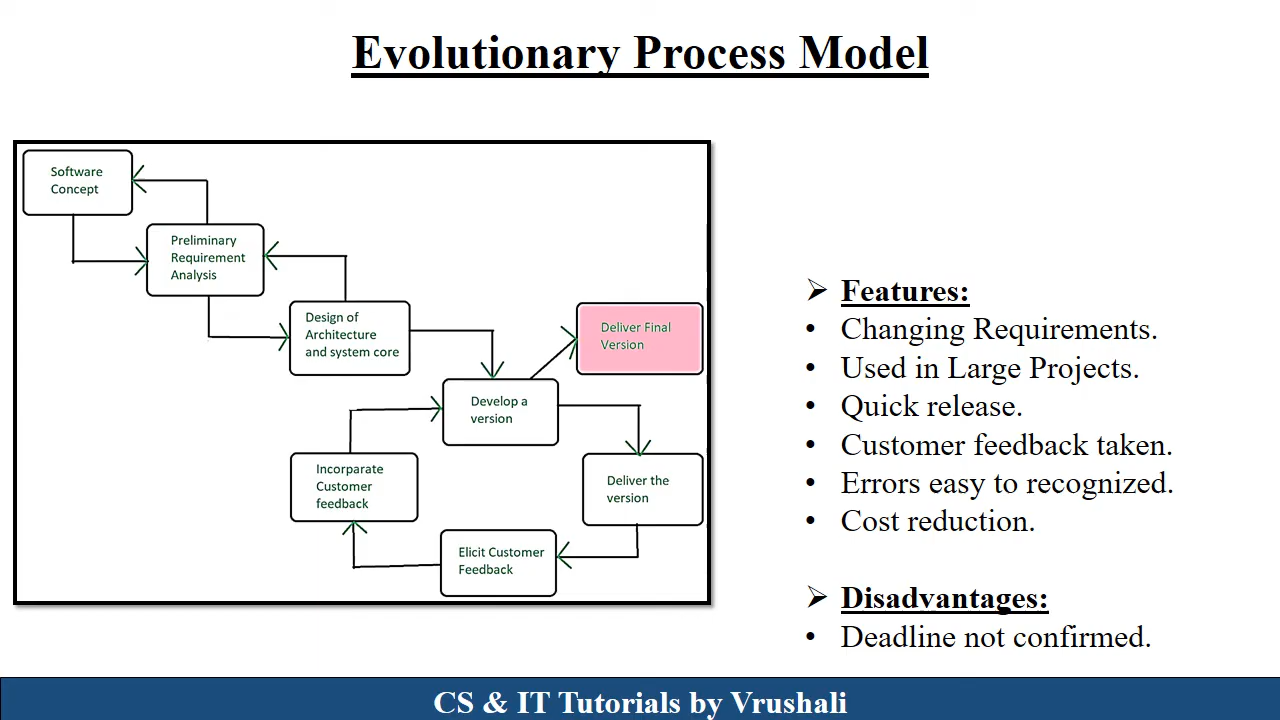 Evolutionary Process Model
Software
Concept
Preliminary
Requirement
Analysis
Design of
Architecture
and system core
Deliver Final
Version
Develop a
version
Incorparate
Customer
feedback
Deliver the
version
Elicit Customer
Feedback
➢ Features:
• Changing Requirements.
• Used in Large Projects.
• Quick release.
• Customer feedback taken.
• Errors easy to recognized.
• Cost reduction.
➢ Disadvantages:
• Deadline not confirmed.
CS & IT Tutorials by Vrushali